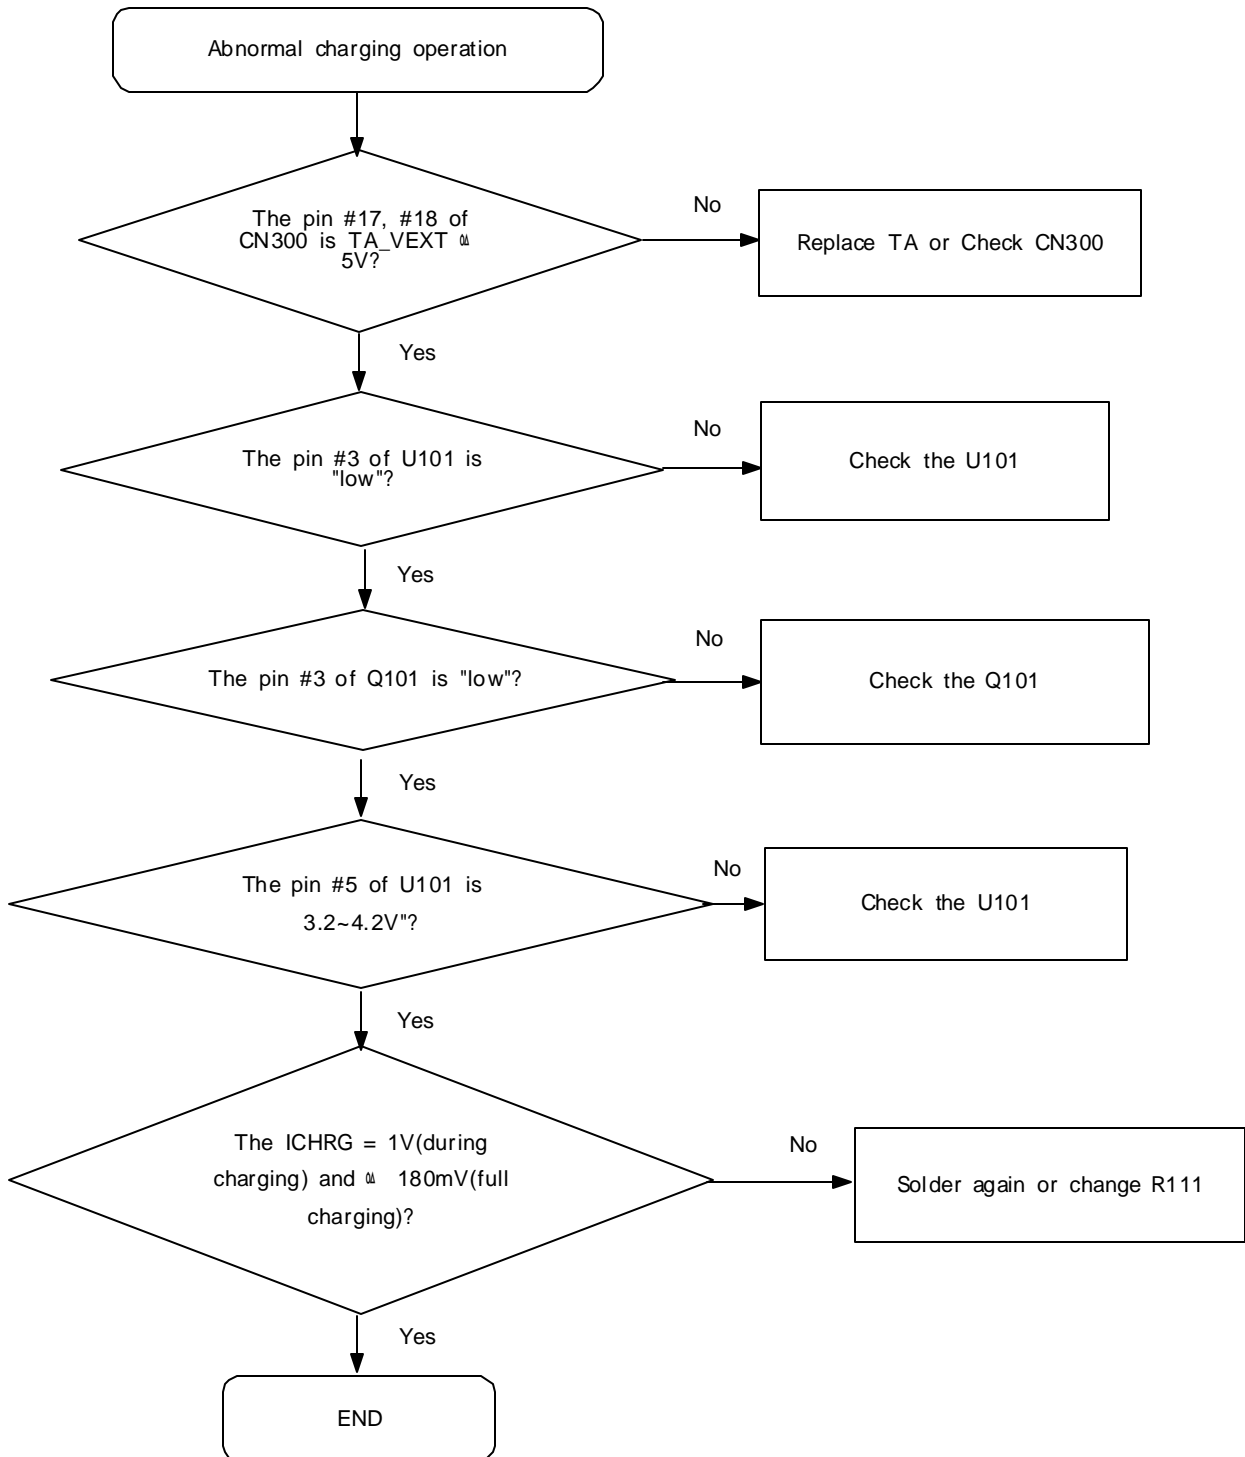 Abnormal charging operation
The pin #17, #18 of
CN300 is TA_VEXT
5V?
No
Replace TA or Check CN300
Yes
The pin #3 of U101 is
"low"?
No
Check the U101
Yes
The pin #3 of Q101 is "low"?
No
Check the Q101
Yes
The pin #5 of U101 is
3.2~4.2V"?
No
Check the U101
Yes
The ICHRG = 1V(during
charging) and 180mV(full
charging)?
No
Solder again or change R111
Yes
END